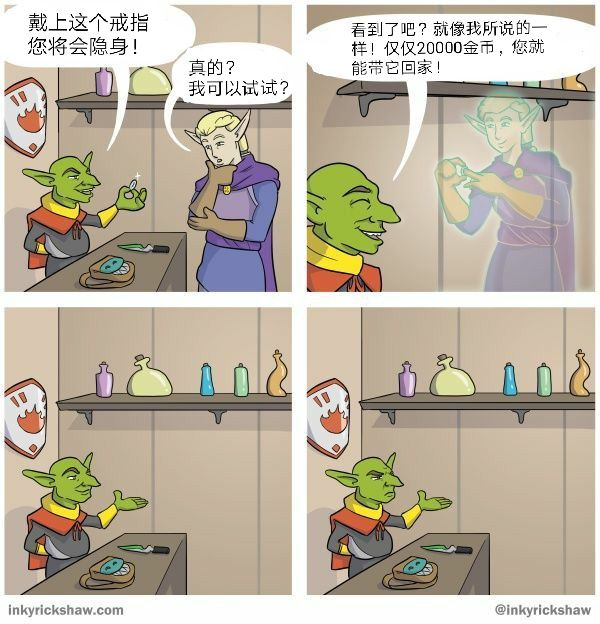 戴上这个戒指
您将会隐身！
真的？
我可以试试？
看到了吧？就像我所说的一
样！仅仅20000金币，您就
能带它回家！
inkyrickshaw.com
@inkyrickshaw